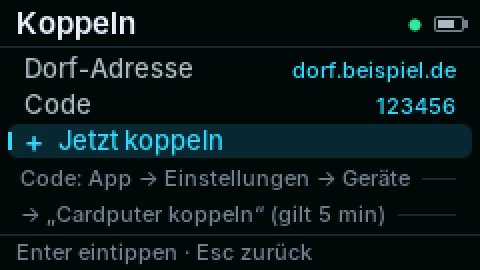 Koppeln
Dorf-Adresse dorf.beispiel.de
Code 123456
+ Jetzt koppeln
Code: App → Einstellungen → Geräte
→ „Cardputer koppeln“ (gilt 5 min)
Enter eintippen · Esc zurück